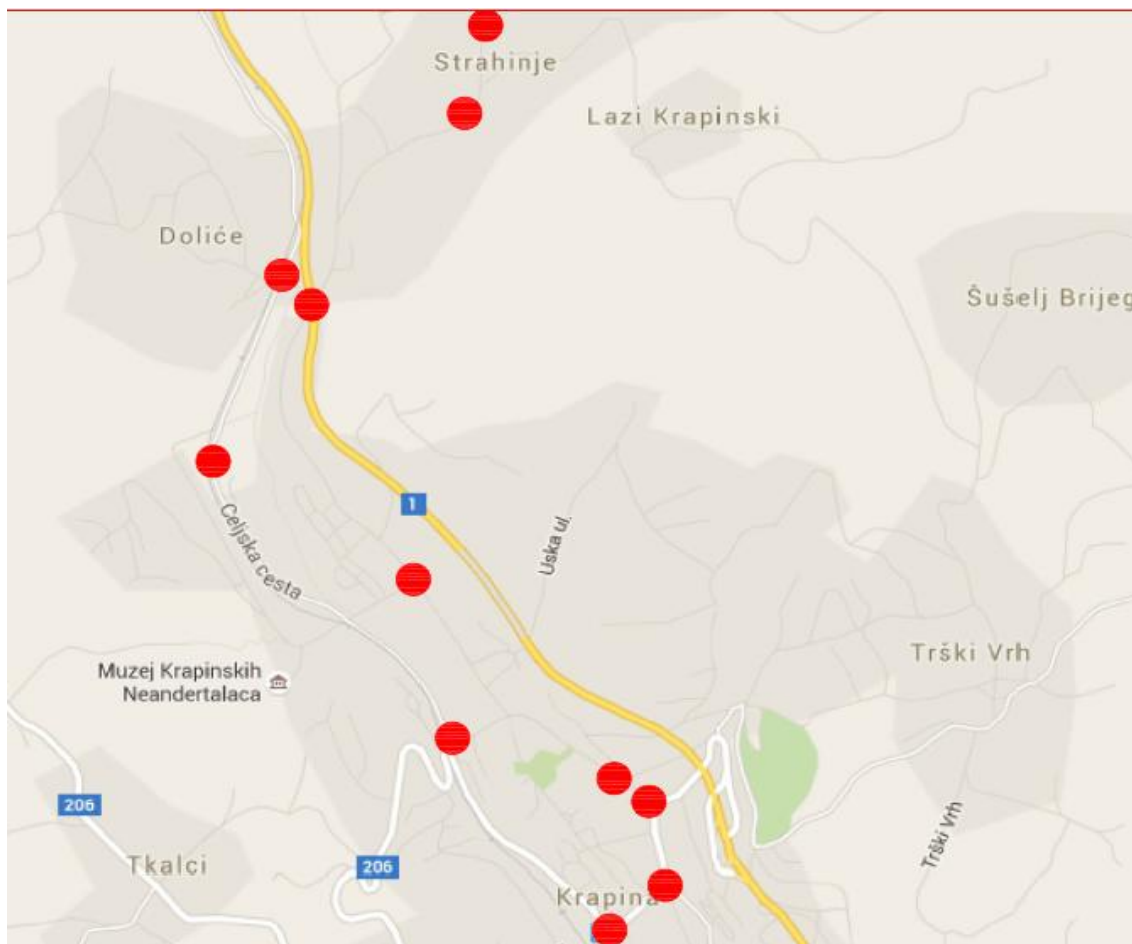 Strahinje
Lazi Krapinski
Doliće
Šušelj Brijeg
1
Celjska cesta
Uska ul.
Trški Vrh
Muzej Krapinskih
Neandertalaca
206
Trški Vrh
Tkalci
206
Krapina